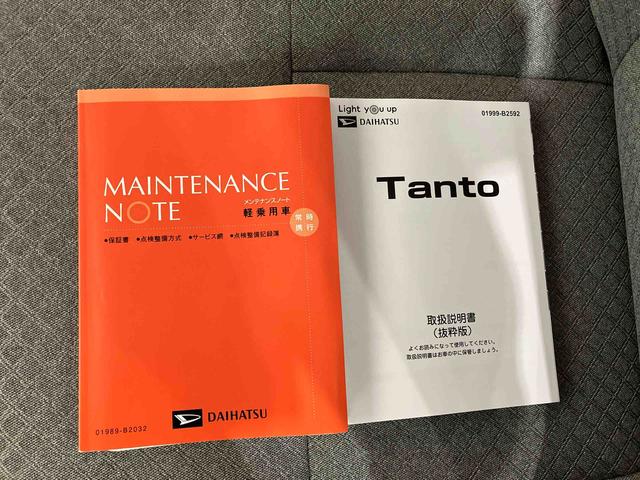 MAINTENANCE
NOTE
メンテナンスノート
軽乗用車
常時
携行
●保証書 ●点検整備方式 ●サービス網 ●点検整備記録簿
DAIHATSU
01989-B2032
Light you up
DAIHATSU
01999-B2592
Tanto
取扱説明書
（抜粋版）
よくお読みになって使用してください。
取扱説明書はお車の中に保管しましょう。